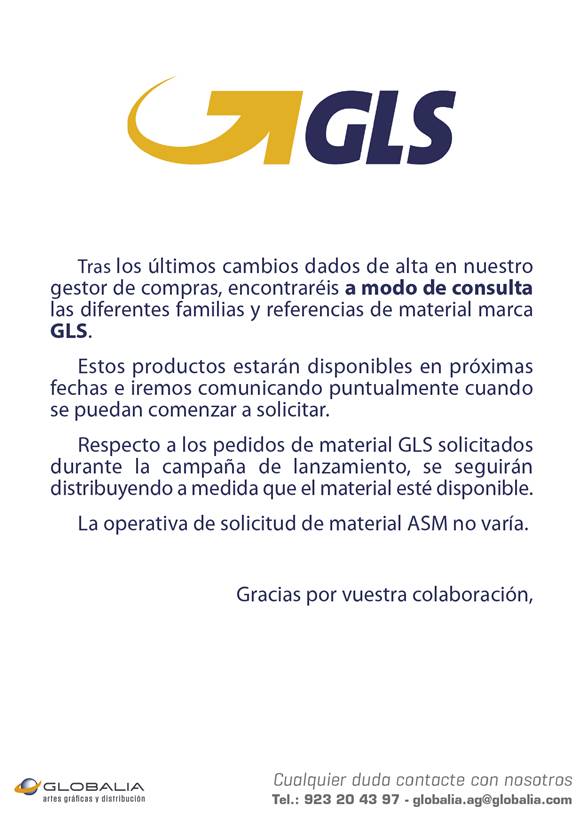 GLS
Tras los últimos cambios dados de alta en nuestro
gestor de compras, encontraréis a modo de consulta
las diferentes familias y referencias de material marca
GLS.
Estos productos estarán disponibles en próximas
fechas e iremos comunicando puntualmente cuando
se puedan comenzar a solicitar.
Respecto a los pedidos de material GLS solicitados
durante la campaña de lanzamiento, se seguirán
distribuyendo a medida que el material esté disponible.
La operativa de solicitud de material ASM no varía.
Gracias por vuestra colaboración,
GLOBALIA
artes gráficas y distribución
Cualquier duda contacte con nosotros
Tel.: 923 20 43 97 - globalia.ag@globalia.com